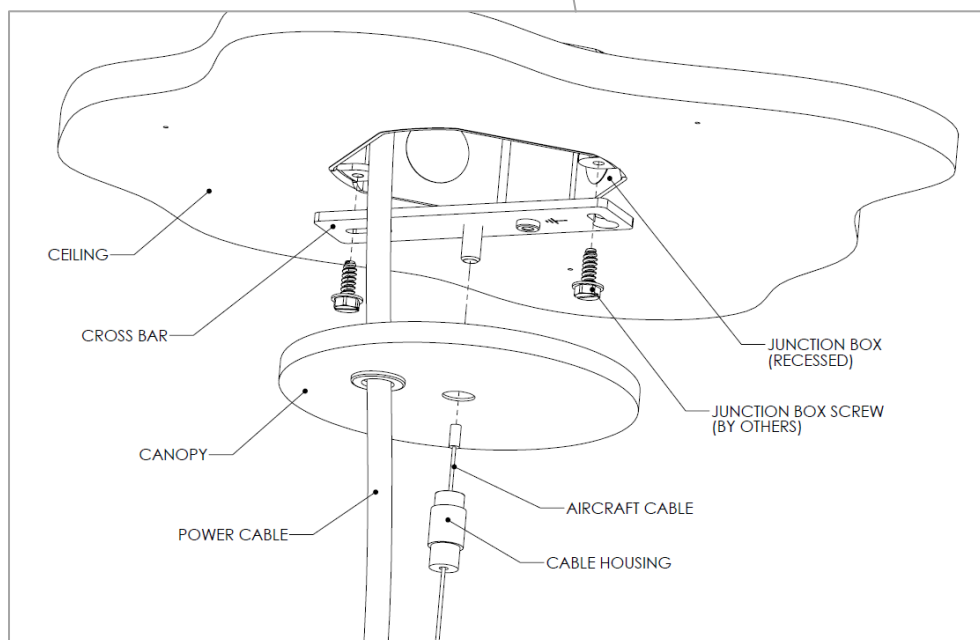 CEILING
CROSS BAR
JUNCTION BOX
(RECESSED)
JUNCTION BOX SCREW
(BY OTHERS)
CANOPY
AIRCRAFT CABLE
POWER CABLE
CABLE HOUSING